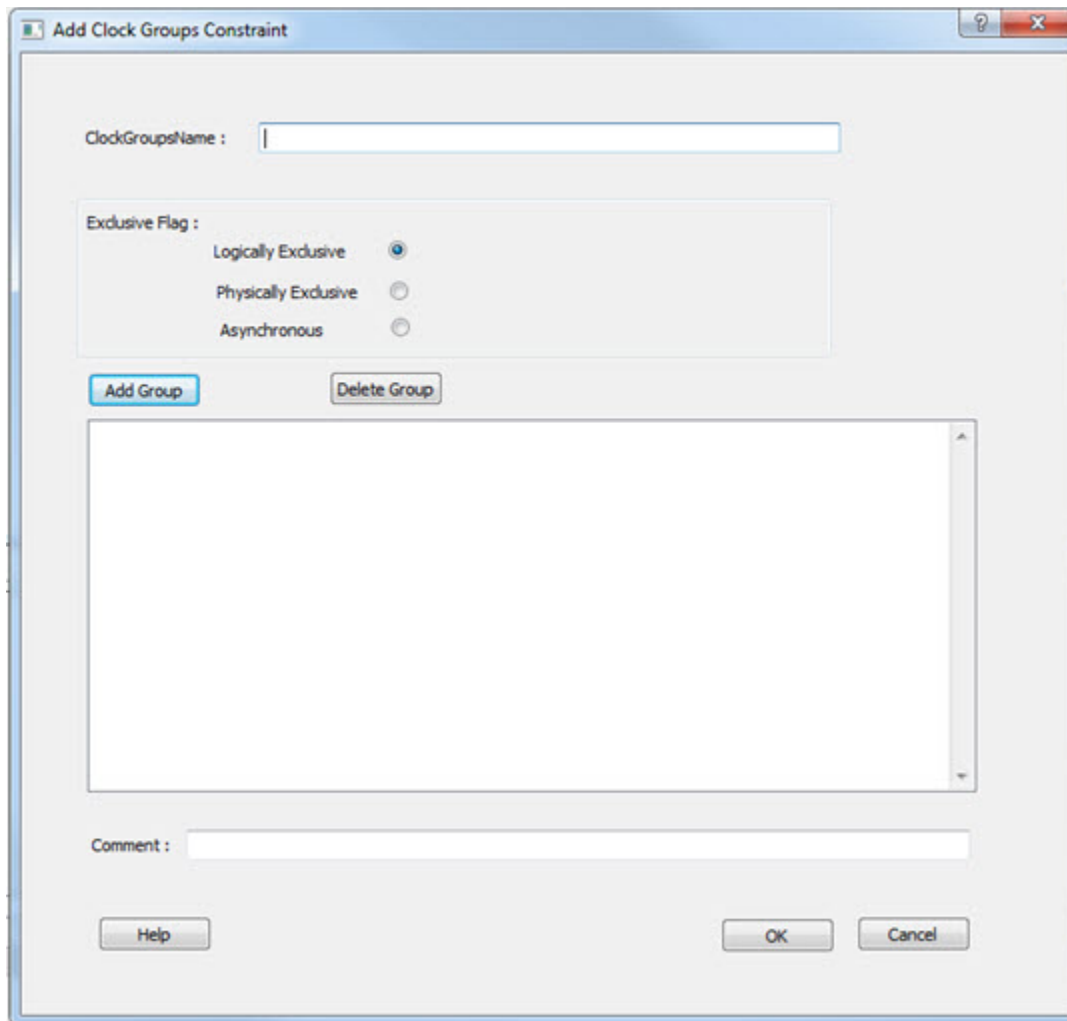 Add Clock Groups Constraint
ClockGroupsName :
Exclusive Flag :
Logically Exclusive
Physically Exclusive
Asynchronous
Add Group Delete Group
Comment :
Help OK Cancel